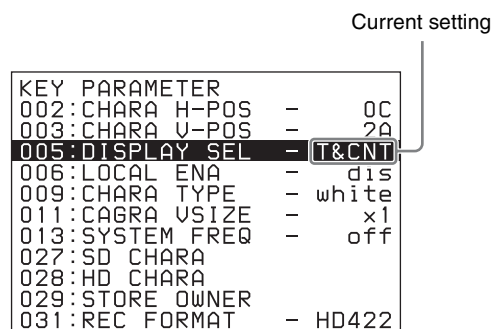 Current setting
KEY PARAMETER
002:CHARA H-POS – 0C
003:CHARA V-POS – 2A
005:DISPLAY SEL – T&CNT
006:LOCAL ENA – dis
009:CHARA TYPE – white
011:CAGRA VSIZE – x1
013:SYSTEM FREQ – off
027:SD CHARA
028:HD CHARA
029:STORE OWNER
031:REC FORMAT – HD422